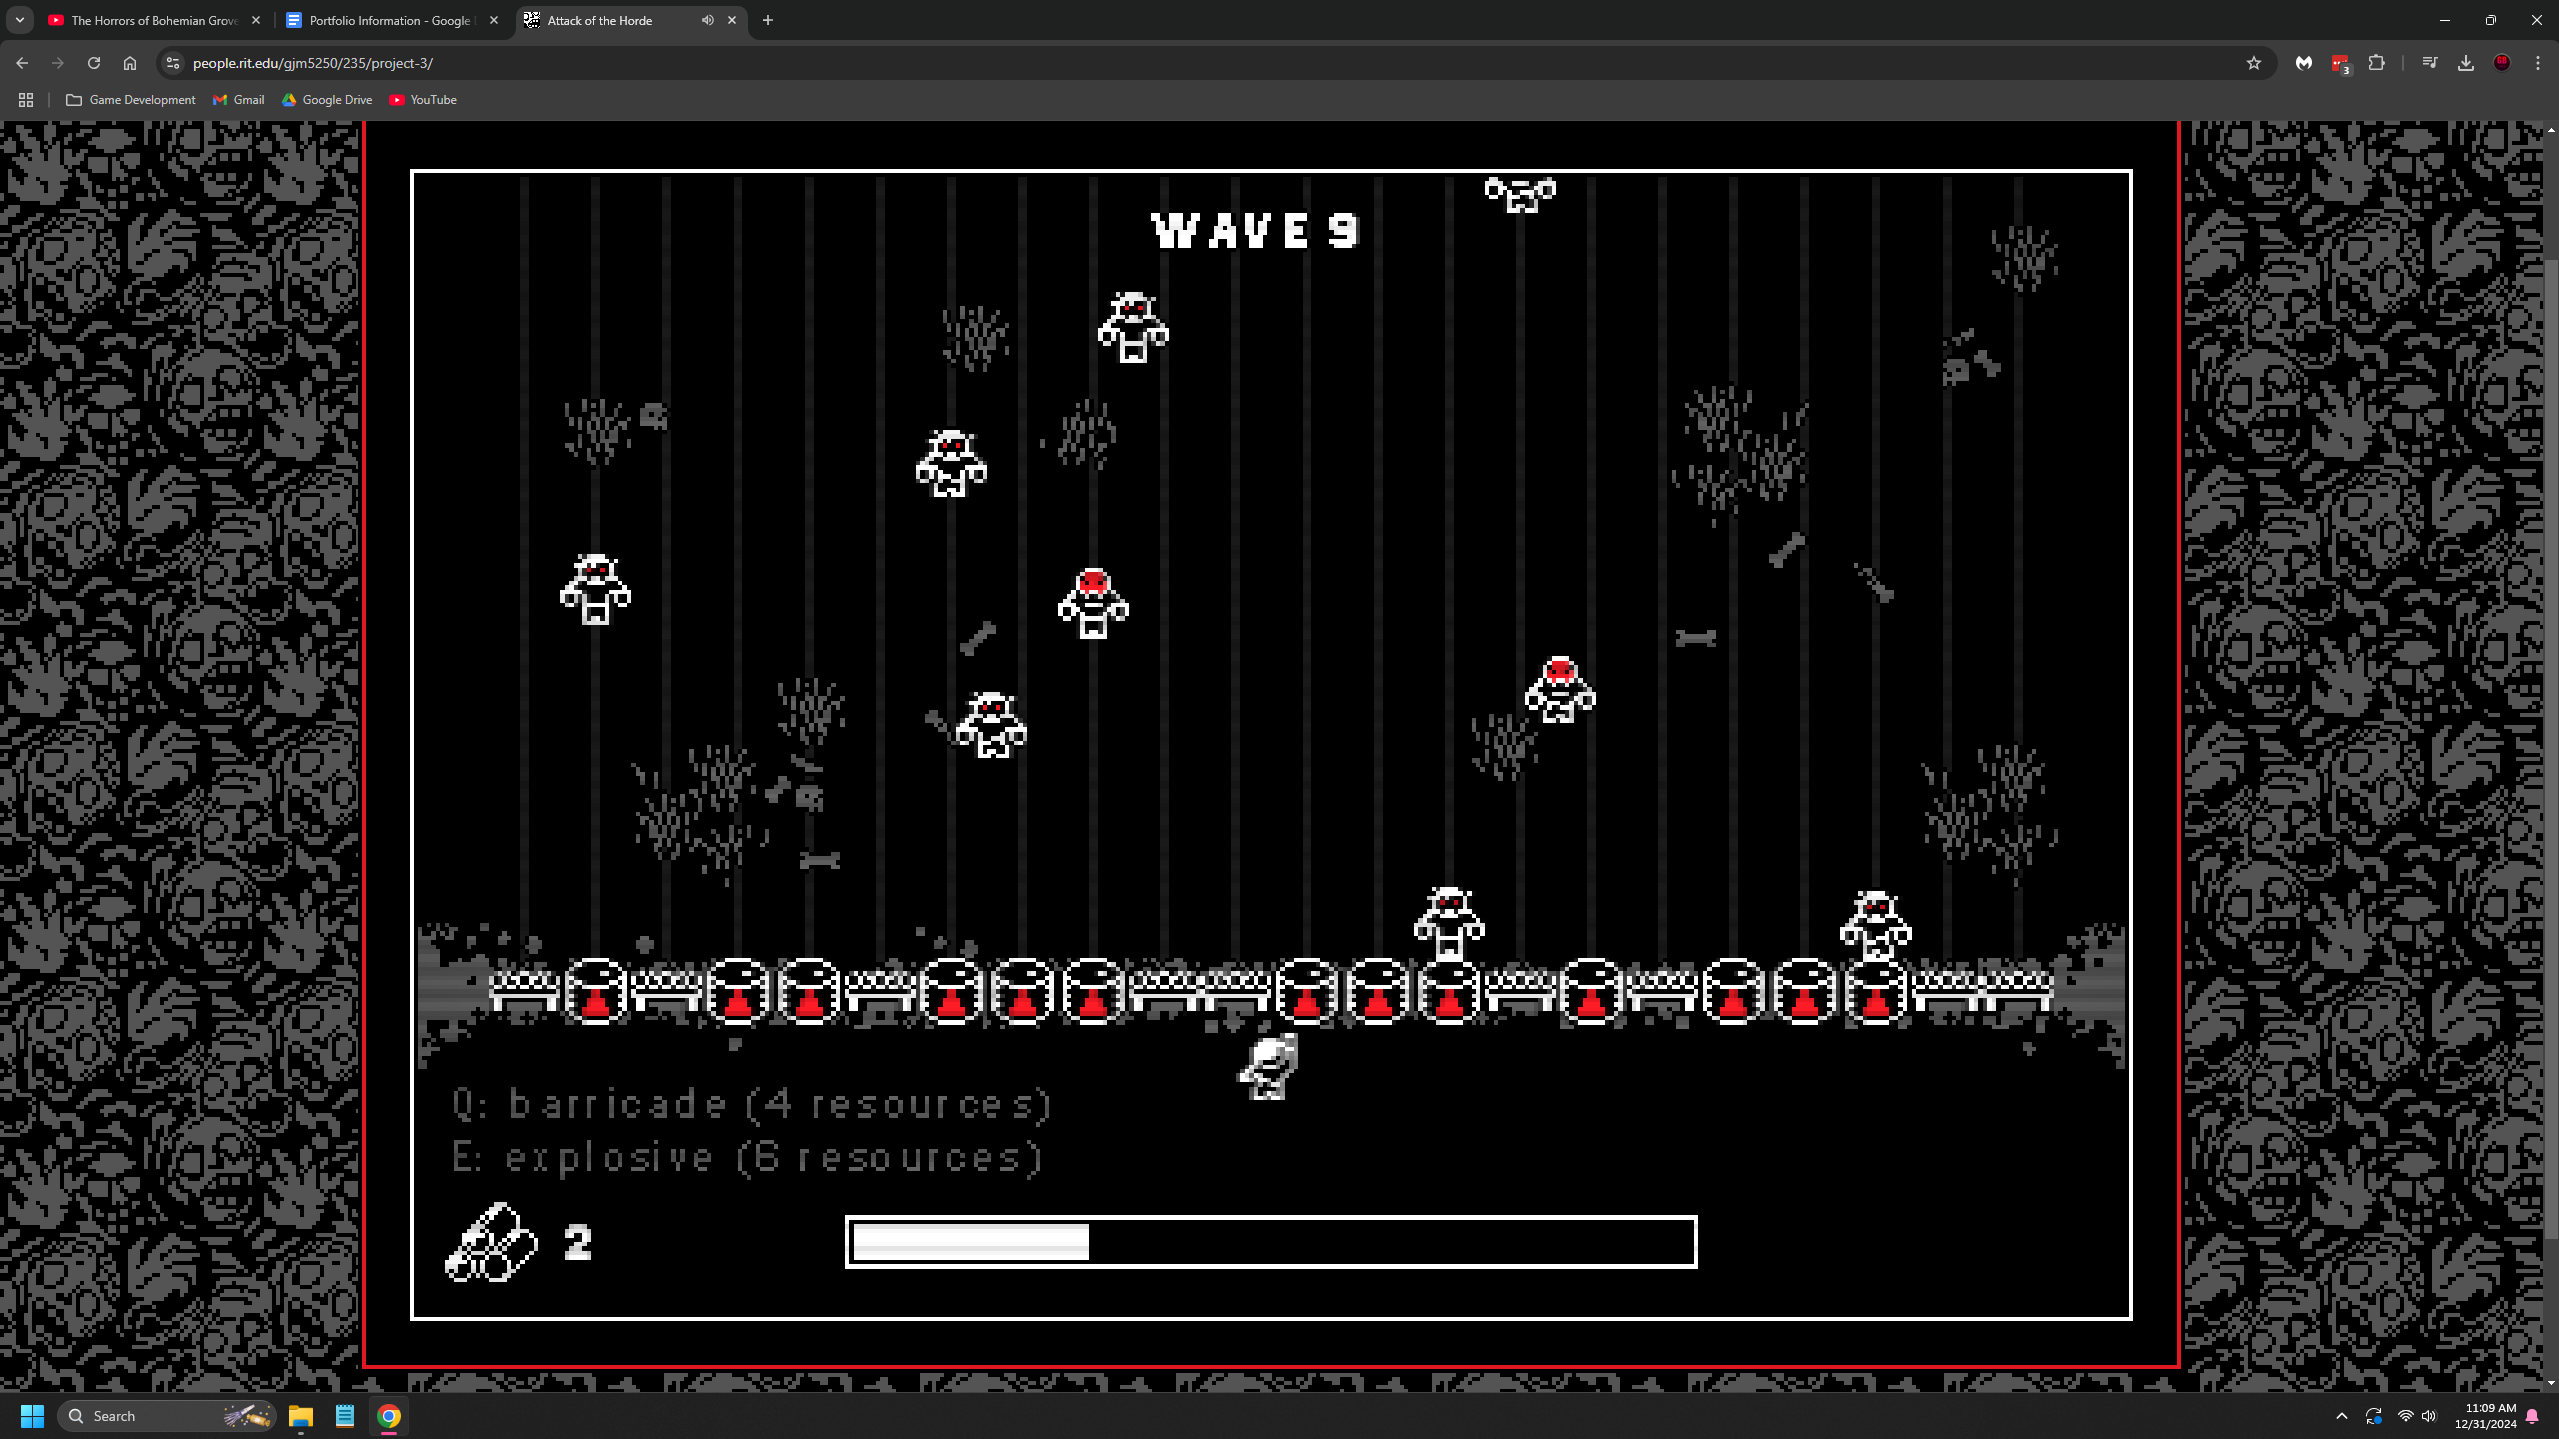 The Horrors of Bohemian Grove
Portfolio Information - Google
Attack of the Horde
people.rit.edu/gjm5250/235/project-3/
3
Game Development
Gmail
Google Drive
YouTube
WAVE 9
Q: barricade (4 resources)
E: explosive (6 resources)
2
Search
11:09 AM
12/31/2024